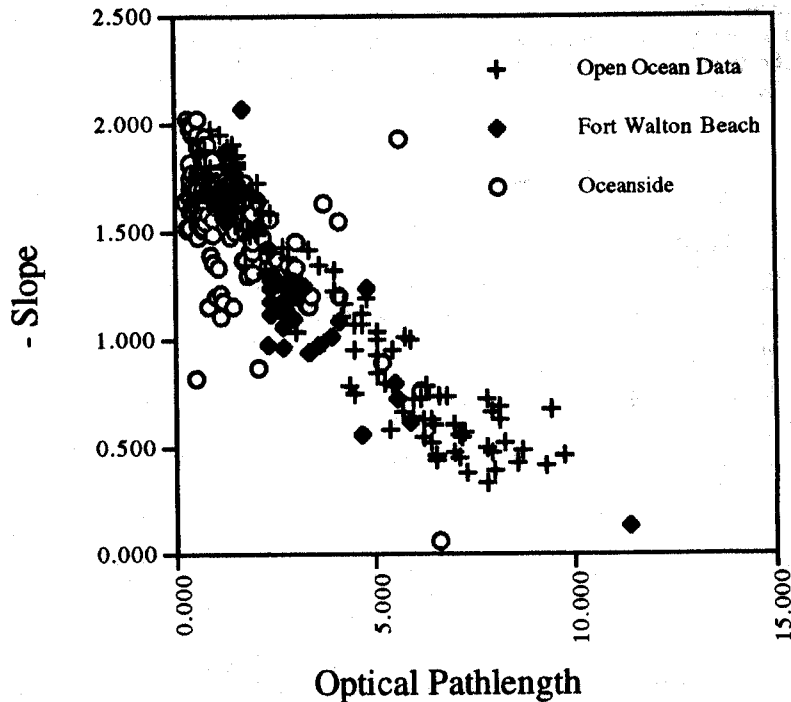 2.500
2.000
1.500
1.000
0.500
0.000
- Slope
Open Ocean Data
Fort Walton Beach
Oceanside
0.000
5.000
10.000
15.000
Optical Pathlength